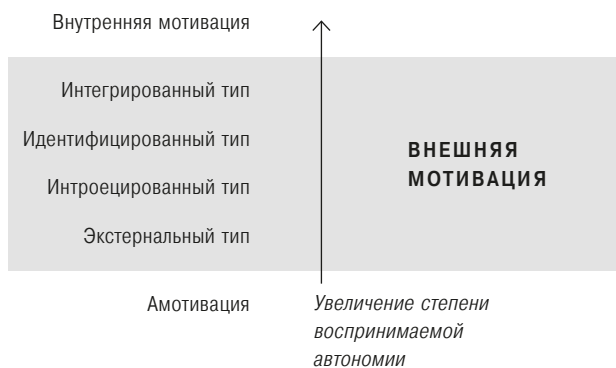 Внутренняя мотивация
Интегрированный тип
Идентифицированный тип
Интроецированный тип
Экстернальный тип
ВНЕШНЯЯ
МОТИВАЦИЯ
Амотивация
Увеличение степени
воспринимаемой
автономии